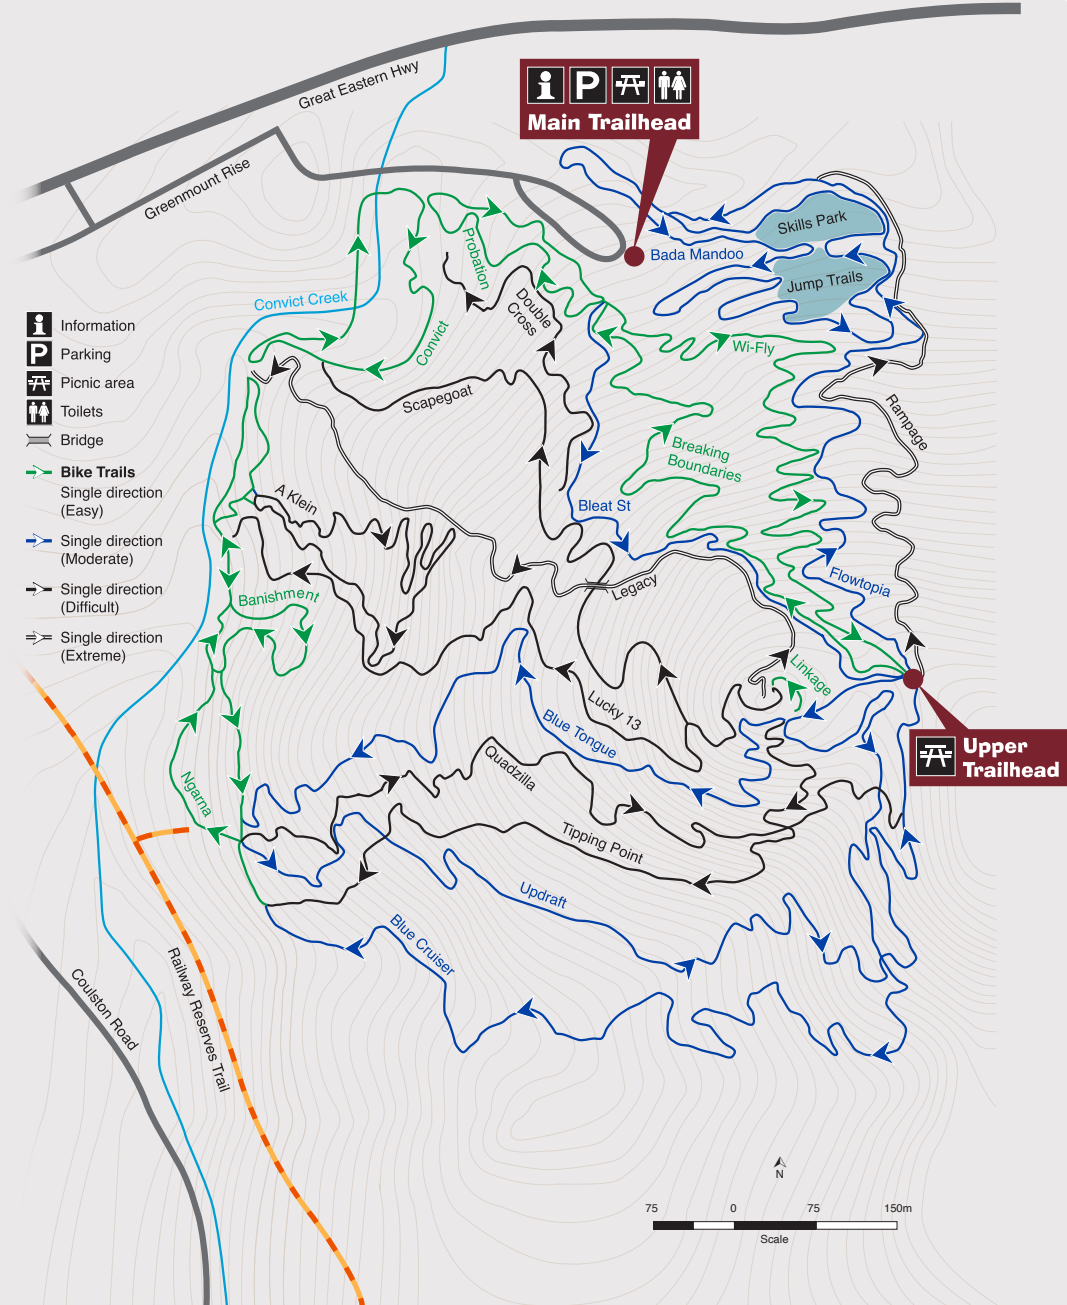 Great Eastern Hwy
Greenmount Rise
P
Main Trailhead
Skills Park
Bada Mandoo
Jump Trails
Probation
Convict Creek
Double
Cross
Convict
Wi-Fly
Scapegoat
Rampage
Breaking
Boundaries
A Klein
Bleat St
Legacy
Flowtopia
Banishment
Linkage
Lucky 13
Blue Tongue
Upper
Trailhead
Quadzilla
Ngarna
Tipping Point
Updraft
Blue Cruiser
Railway Reserves Trail
Coulston Road
Information
P
Parking
Picnic area
Toilets
Bridge
Bike Trails
Single direction
(Easy)
Single direction
(Moderate)
Single direction
(Difficult)
Single direction
(Extreme)
N
75 0 75 150m
Scale